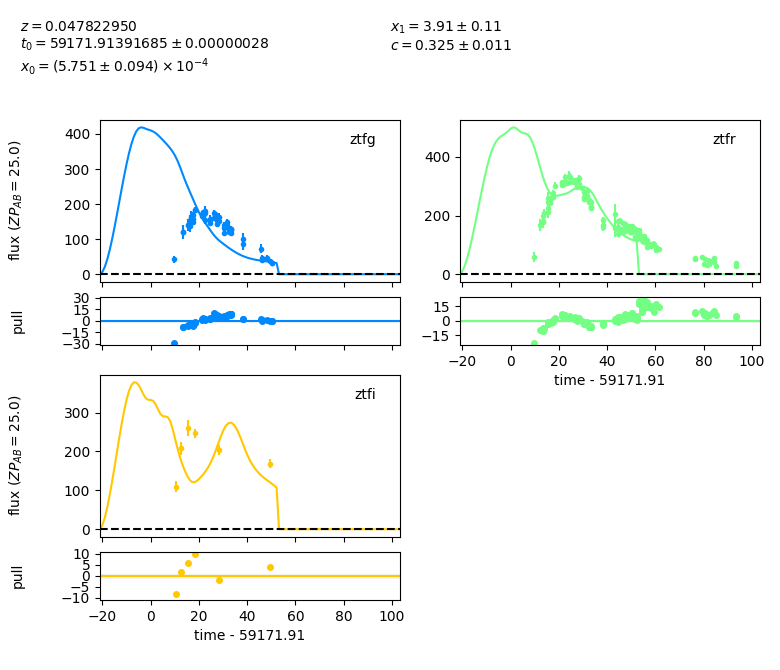 z = 0.047822950
t₀ = 59171.91391685 ± 0.00000028
x₀ = (5.751 ± 0.094) × 10⁻⁴
x₁ = 3.91 ± 0.11
c = 0.325 ± 0.011
ztfg
flux (ZP_AB = 25.0)
400
300
200
100
0
ztfr
400
200
0
pull
30
15
0
−15
−30
15
0
−15
−20 0 20 40 60 80 100
time - 59171.91
ztfi
flux (ZP_AB = 25.0)
300
200
100
0
pull
10
5
0
−5
−10
−20 0 20 40 60 80 100
time - 59171.91